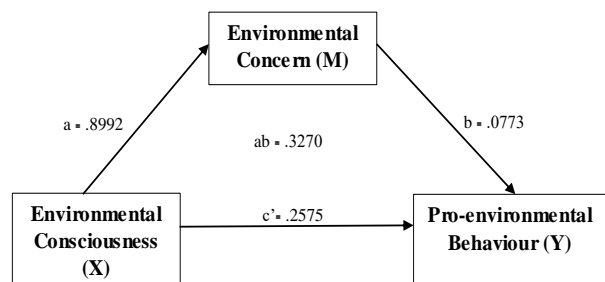 Environmental
Concern (M)
a = .8992
b = .0773
ab = .3270
Environmental
Consciousness
(X)
c’= .2575
Pro-environmental
Behaviour (Y)